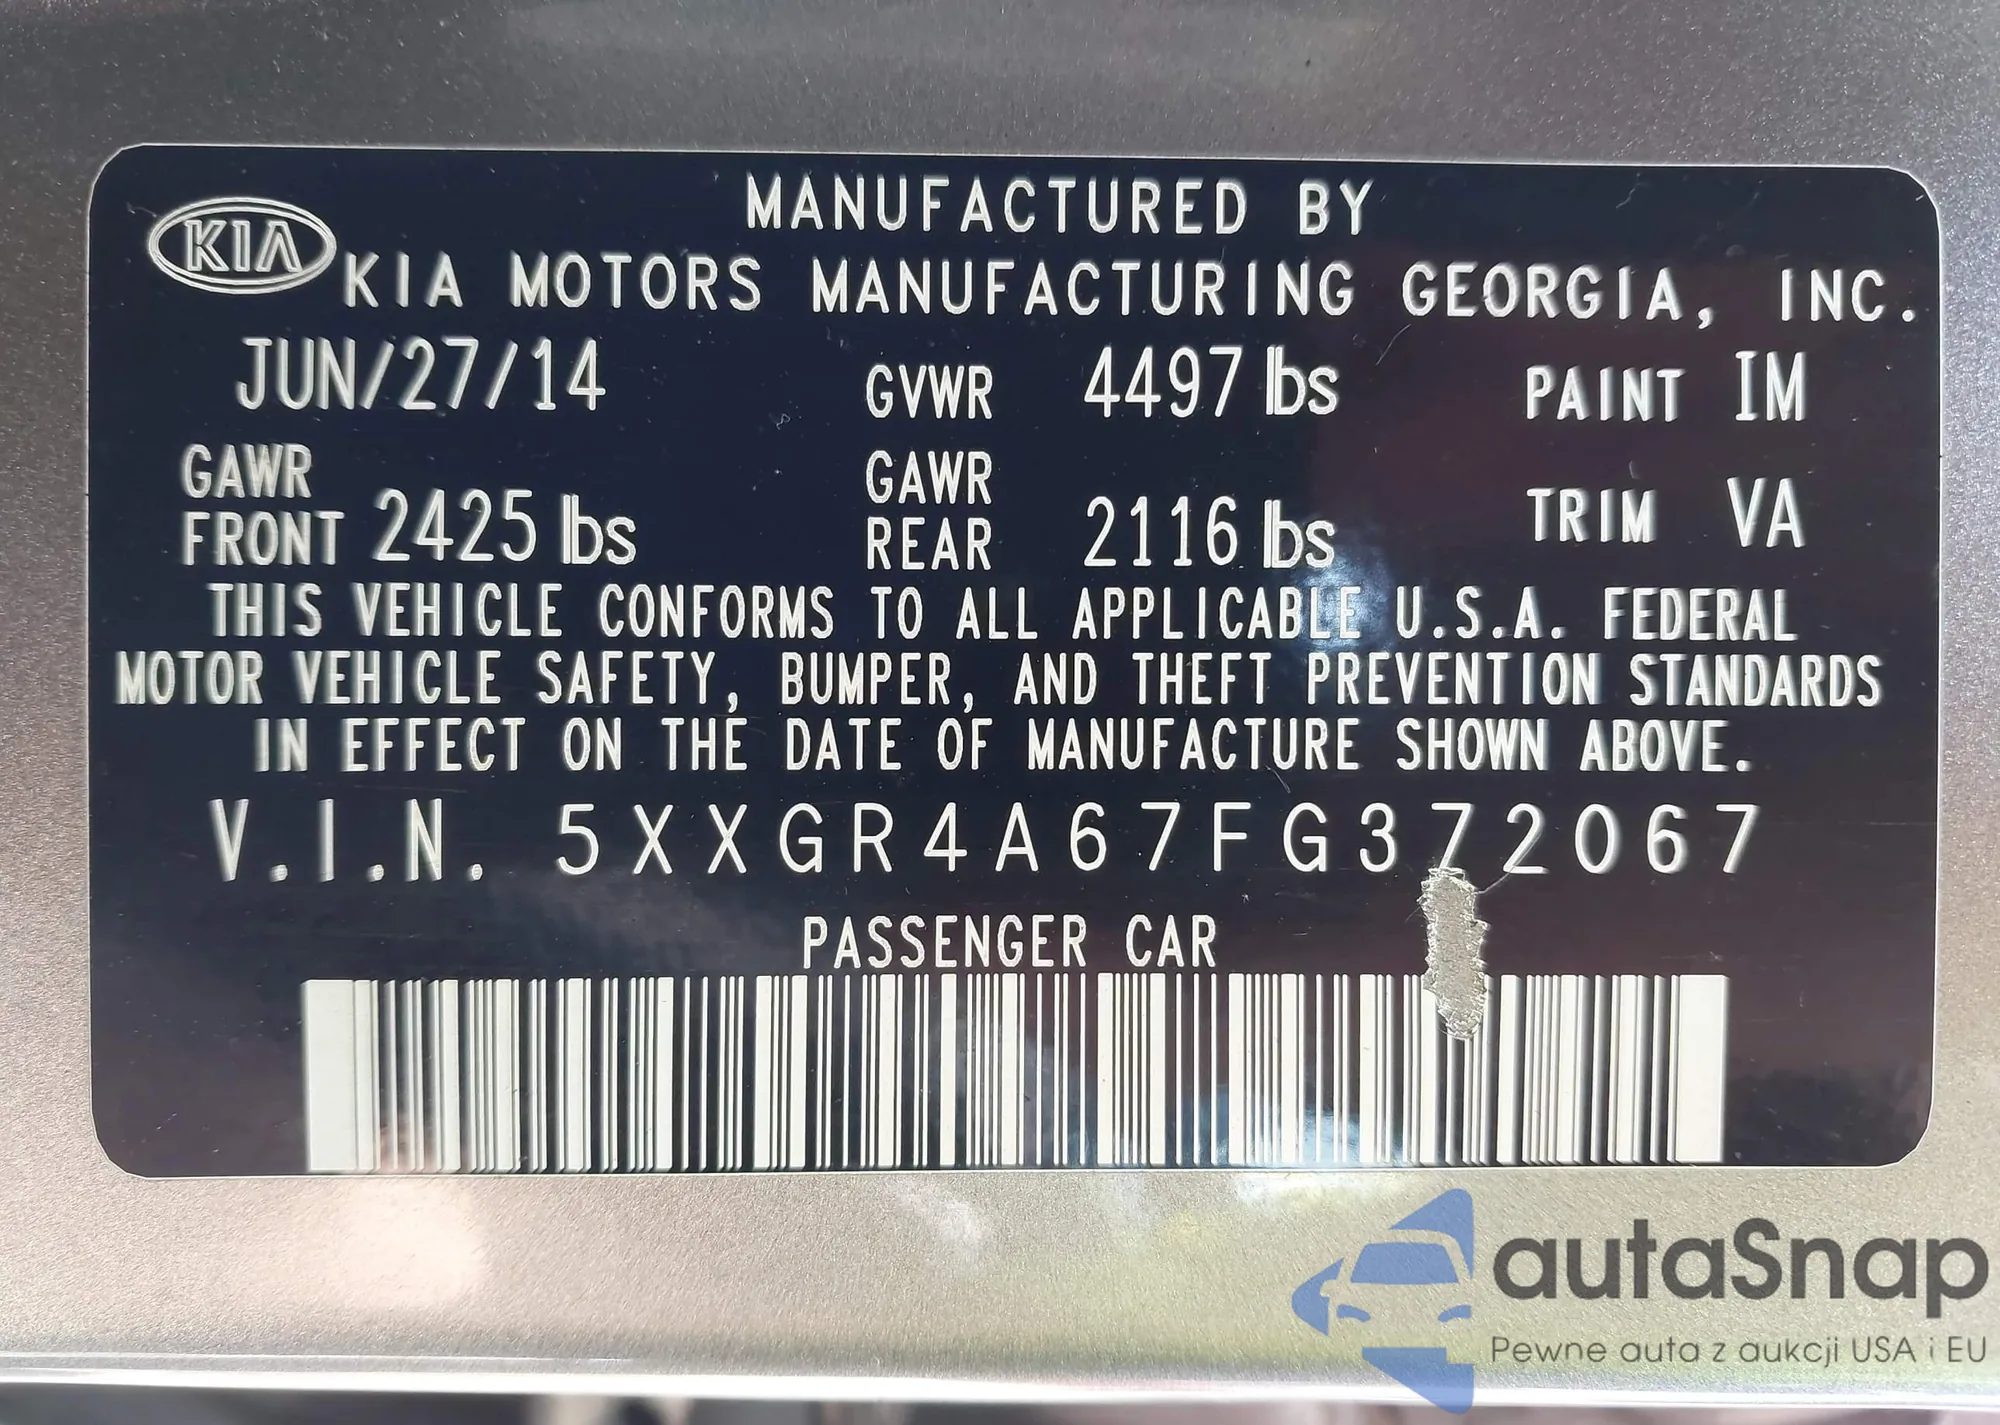 MANUFACTURED BY
KIA KIA MOTORS MANUFACTURING GEORGIA, INC.
JUN/27/14 GVWR 4497 lbs PAINT IM
GAWR FRONT 2425 lbs GAWR REAR 2116 lbs TRIM VA
THIS VEHICLE CONFORMS TO ALL APPLICABLE U.S.A. FEDERAL
MOTOR VEHICLE SAFETY, BUMPER, AND THEFT PREVENTION STANDARDS
IN EFFECT ON THE DATE OF MANUFACTURE SHOWN ABOVE.
V.I.N. 5XXGR4A67FG372067
PASSENGER CAR
autaSnap
Pewne auta z aukcji USA i EU